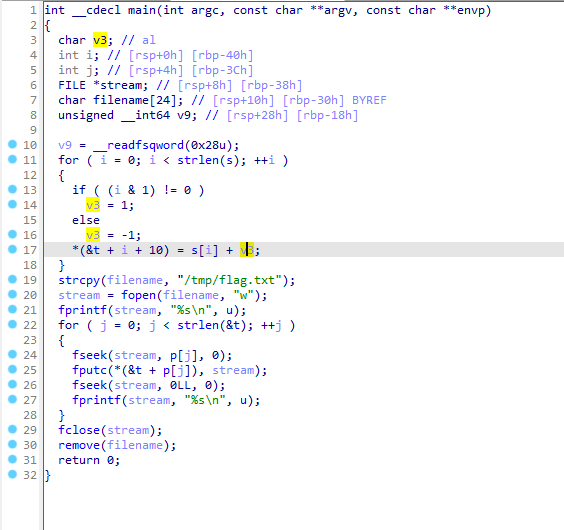 1 int __cdecl main(int argc, const char **argv, const char **envp)
2 {
3 char v3; // al
4 int i; // [rsp+0h] [rbp-40h]
5 int j; // [rsp+4h] [rbp-3Ch]
6 FILE *stream; // [rsp+8h] [rbp-38h]
7 char filename[24]; // [rsp+10h] [rbp-30h] BYREF
8 unsigned __int64 v9; // [rsp+28h] [rbp-18h]
9
10 v9 = __readfsqword(0x28u);
11 for ( i = 0; i < strlen(s); ++i )
12 {
13 if ( (i & 1) != 0 )
14 v3 = 1;
15 else
16 v3 = -1;
17 *(&t + i + 10) = s[i] + v3;
18 }
19 strcpy(filename, "/tmp/flag.txt");
20 stream = fopen(filename, "w");
21 fprintf(stream, "%s\n", u);
22 for ( j = 0; j < strlen(&t); ++j )
23 {
24 fseek(stream, p[j], 0);
25 fputc(*(&t + p[j]), stream);
26 fseek(stream, 0LL, 0);
27 fprintf(stream, "%s\n", u);
28 }
29 fclose(stream);
30 remove(filename);
31 return 0;
32 }